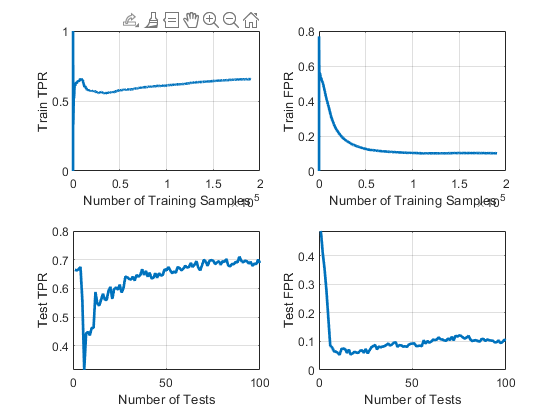 1
0.5
0
Train TPR
0 0.5 1 1.5 2
Number of Training Samples
×10^5
0.8
0.6
0.4
0.2
0
Train FPR
0 0.5 1 1.5 2
Number of Training Samples
×10^5
0.8
0.7
0.6
0.5
0.4
Test TPR
0 50 100
Number of Tests
0.4
0.3
0.2
0.1
0
Test FPR
0 50 100
Number of Tests